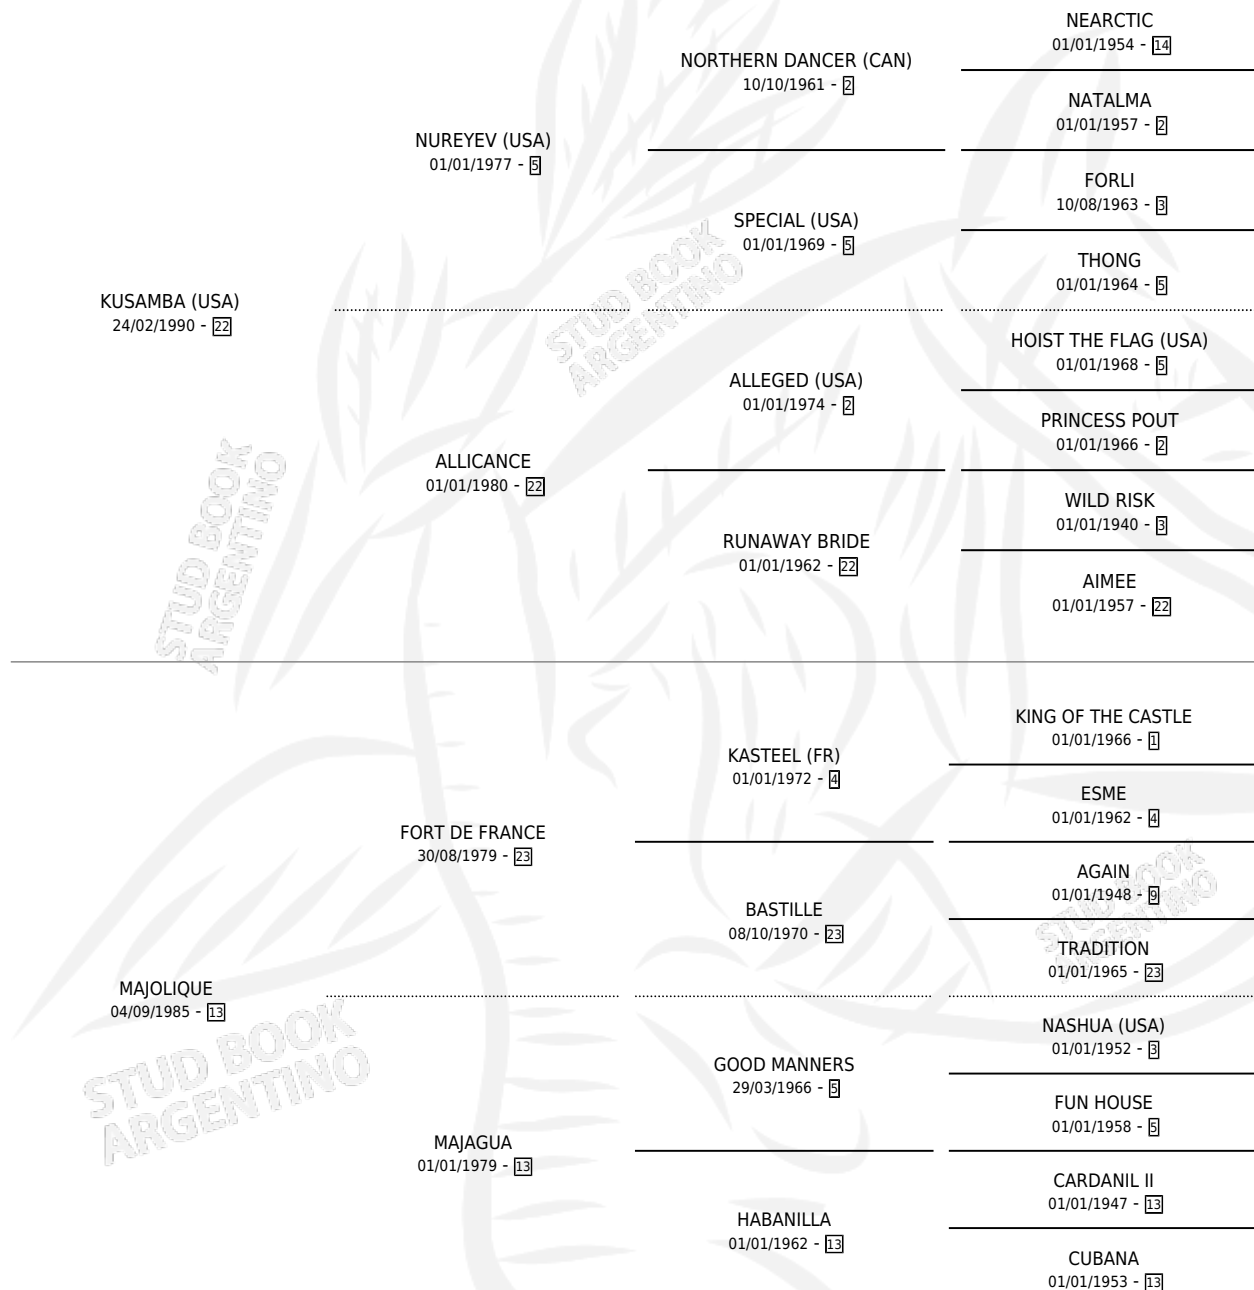 NEARCTIC
01/01/1954 - 14
NORTHERN DANCER (CAN)
10/10/1961 - 2
NATALMA
01/01/1957 - 2
NUREYEV (USA)
01/01/1977 - 5
FORLI
10/08/1963 - 3
SPECIAL (USA)
01/01/1969 - 5
THONG
01/01/1964 - 5
KUSAMBA (USA)
24/02/1990 - 22
STUD BOOK
ARGENTINO
HOIST THE FLAG (USA)
01/01/1968 - 5
ALLEGED (USA)
01/01/1974 - 2
PRINCESS POUT
01/01/1966 - 2
ALLICANCE
01/01/1980 - 22
WILD RISK
01/01/1940 - 3
RUNAWAY BRIDE
01/01/1962 - 22
AIMEE
01/01/1957 - 22
STUD BOOK
ARGENTINO
KING OF THE CASTLE
01/01/1966 - 1
KASTEEL (FR)
01/01/1972 - 4
ESME
01/01/1962 - 4
FORT DE FRANCE
30/08/1979 - 23
AGAIN
01/01/1948 - 9
BASTILLE
08/10/1970 - 23
STUD BOOK
ARGENTINO
TRADITION
01/01/1965 - 23
MAJOLIQUE
04/09/1985 - 13
STUD BOOK
ARGENTINO
NASHUA (USA)
01/01/1952 - 3
GOOD MANNERS
29/03/1966 - 5
FUN HOUSE
01/01/1958 - 5
MAJAGUA
01/01/1979 - 13
CARDANIL II
01/01/1947 - 13
HABANILLA
01/01/1962 - 13
CUBANA
01/01/1953 - 13